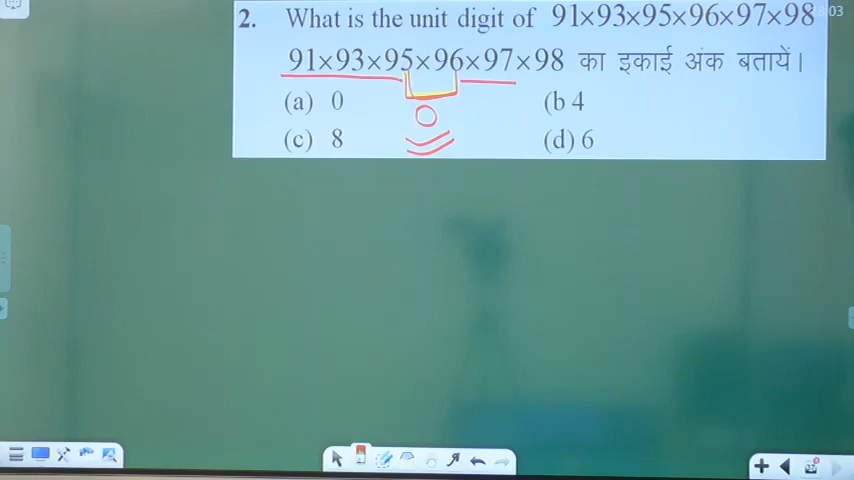 2. What is the unit digit of 91×93×95×96×97×98
91×93×95×96×97×98 का इकाई अंक बतायें।
(a) 0 (b 4
0
(c) 8 (d) 6